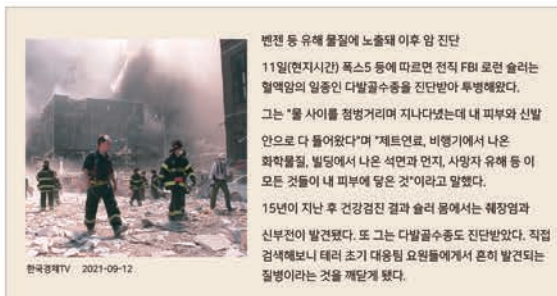 벤젠 등 유해 물질에 노출돼 이후 암 진단
11일(현지시간) 폭스5 등에 따르면 전직 FBI 로런 슐러는
혈액암의 일종인 다발골수종을 진단받아 투병해왔다.
그는 "물 사이를 첨벙거리며 지나다녔는데 내 피부와 신발
안으로 다 들어왔다"며 "제트연료, 비행기에서 나온
화학물질, 빌딩에서 나온 석면과 먼지, 사망자 유해 등 이
모든 것들이 내 피부에 닿은 것"이라고 말했다.
15년이 지난 후 건강검진 결과 슐러 몸에서는 췌장염과
신부전이 발견됐다. 또 그는 다발골수종도 진단받았다. 직접
검색해보니 테러 초기 대응팀 요원들에게서 흔히 발견되는
질병이라는 것을 깨닫게 됐다.
한국경제TV 2021-09-12